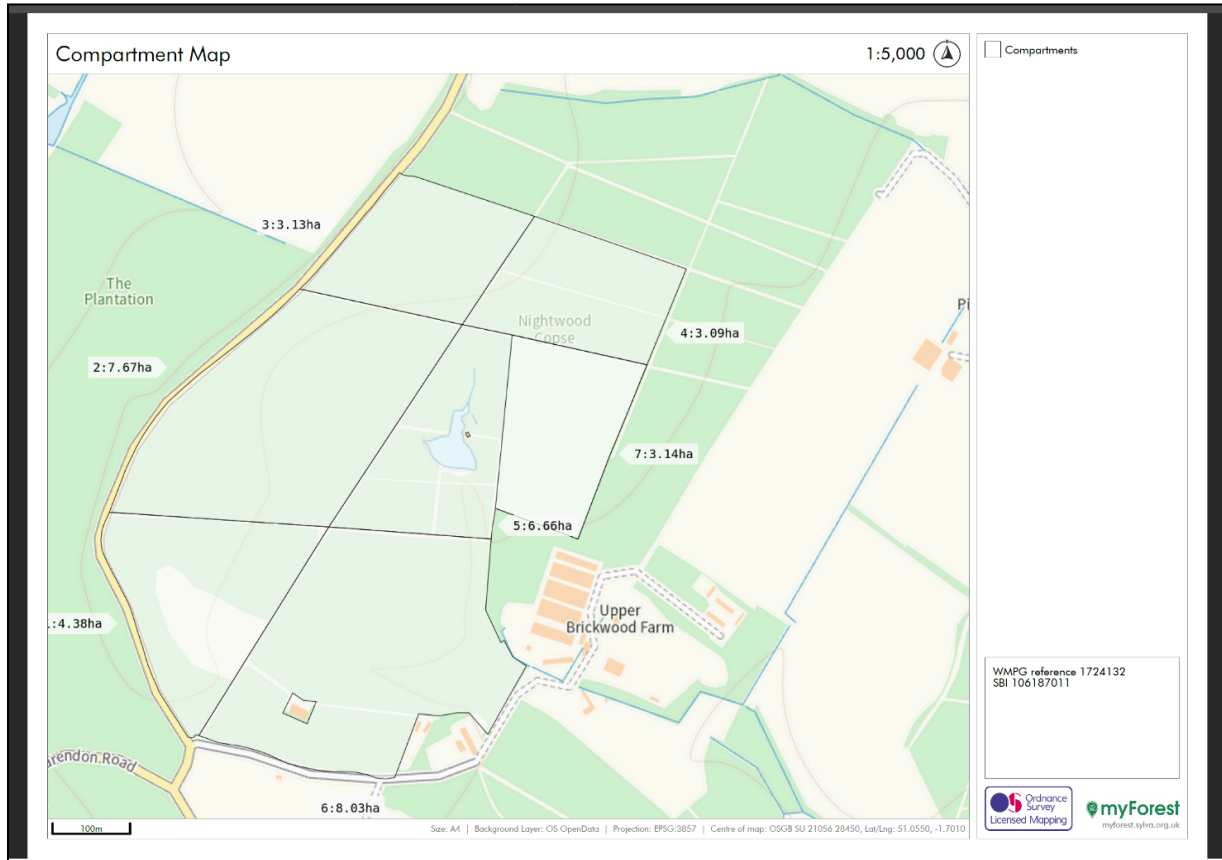 Compartment Map
1:5,000
Compartments
3:3.13ha
The
Plantation
Nightwood
Copse
4:3.09ha
Pi
2:7.67ha
7:3.14ha
5:6.66ha
Upper
Brickwood Farm
:4.38ha
WMPG reference 1724132
SBI 106187011
arendon Road
6:8.03ha
100m
Size: A4 | Background Layer: OS OpenData | Projection: EPSG:3857 | Centre of map: OSGB SU 21056 28450, Lat/Lng: 51.0550, -1.7010
OS Ordnance
Survey
Licensed Mapping
myForest
myforest.sylva.org.uk